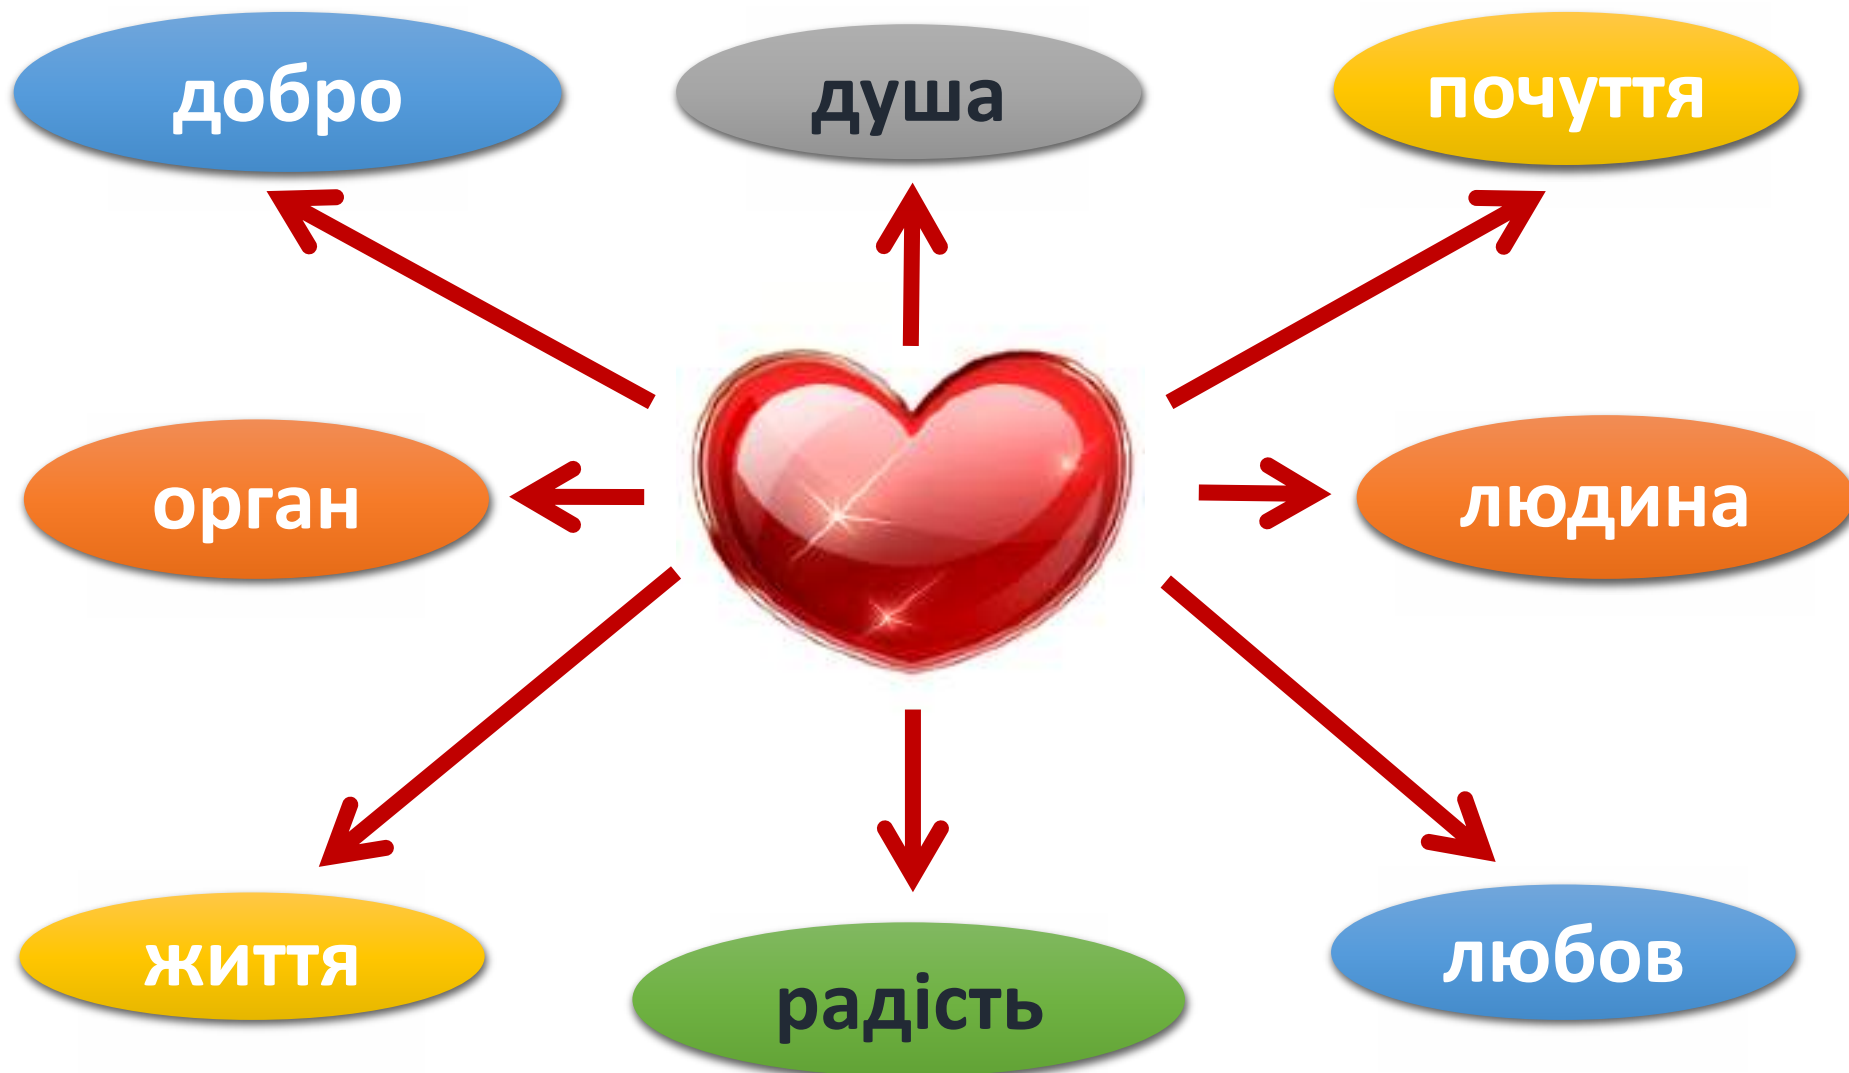 добро
душа
почуття
орган
людина
життя
радість
любов